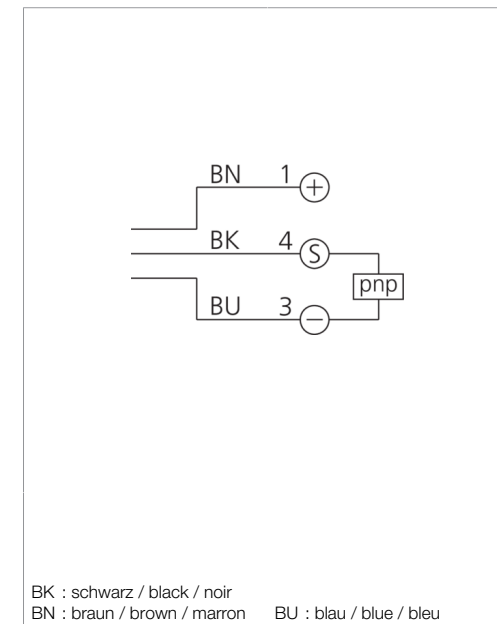 BN 1 +
BK 4 S
pnp
BU 3 −
BK : schwarz / black / noir
BN : braun / brown / marron BU : blau / blue / bleu